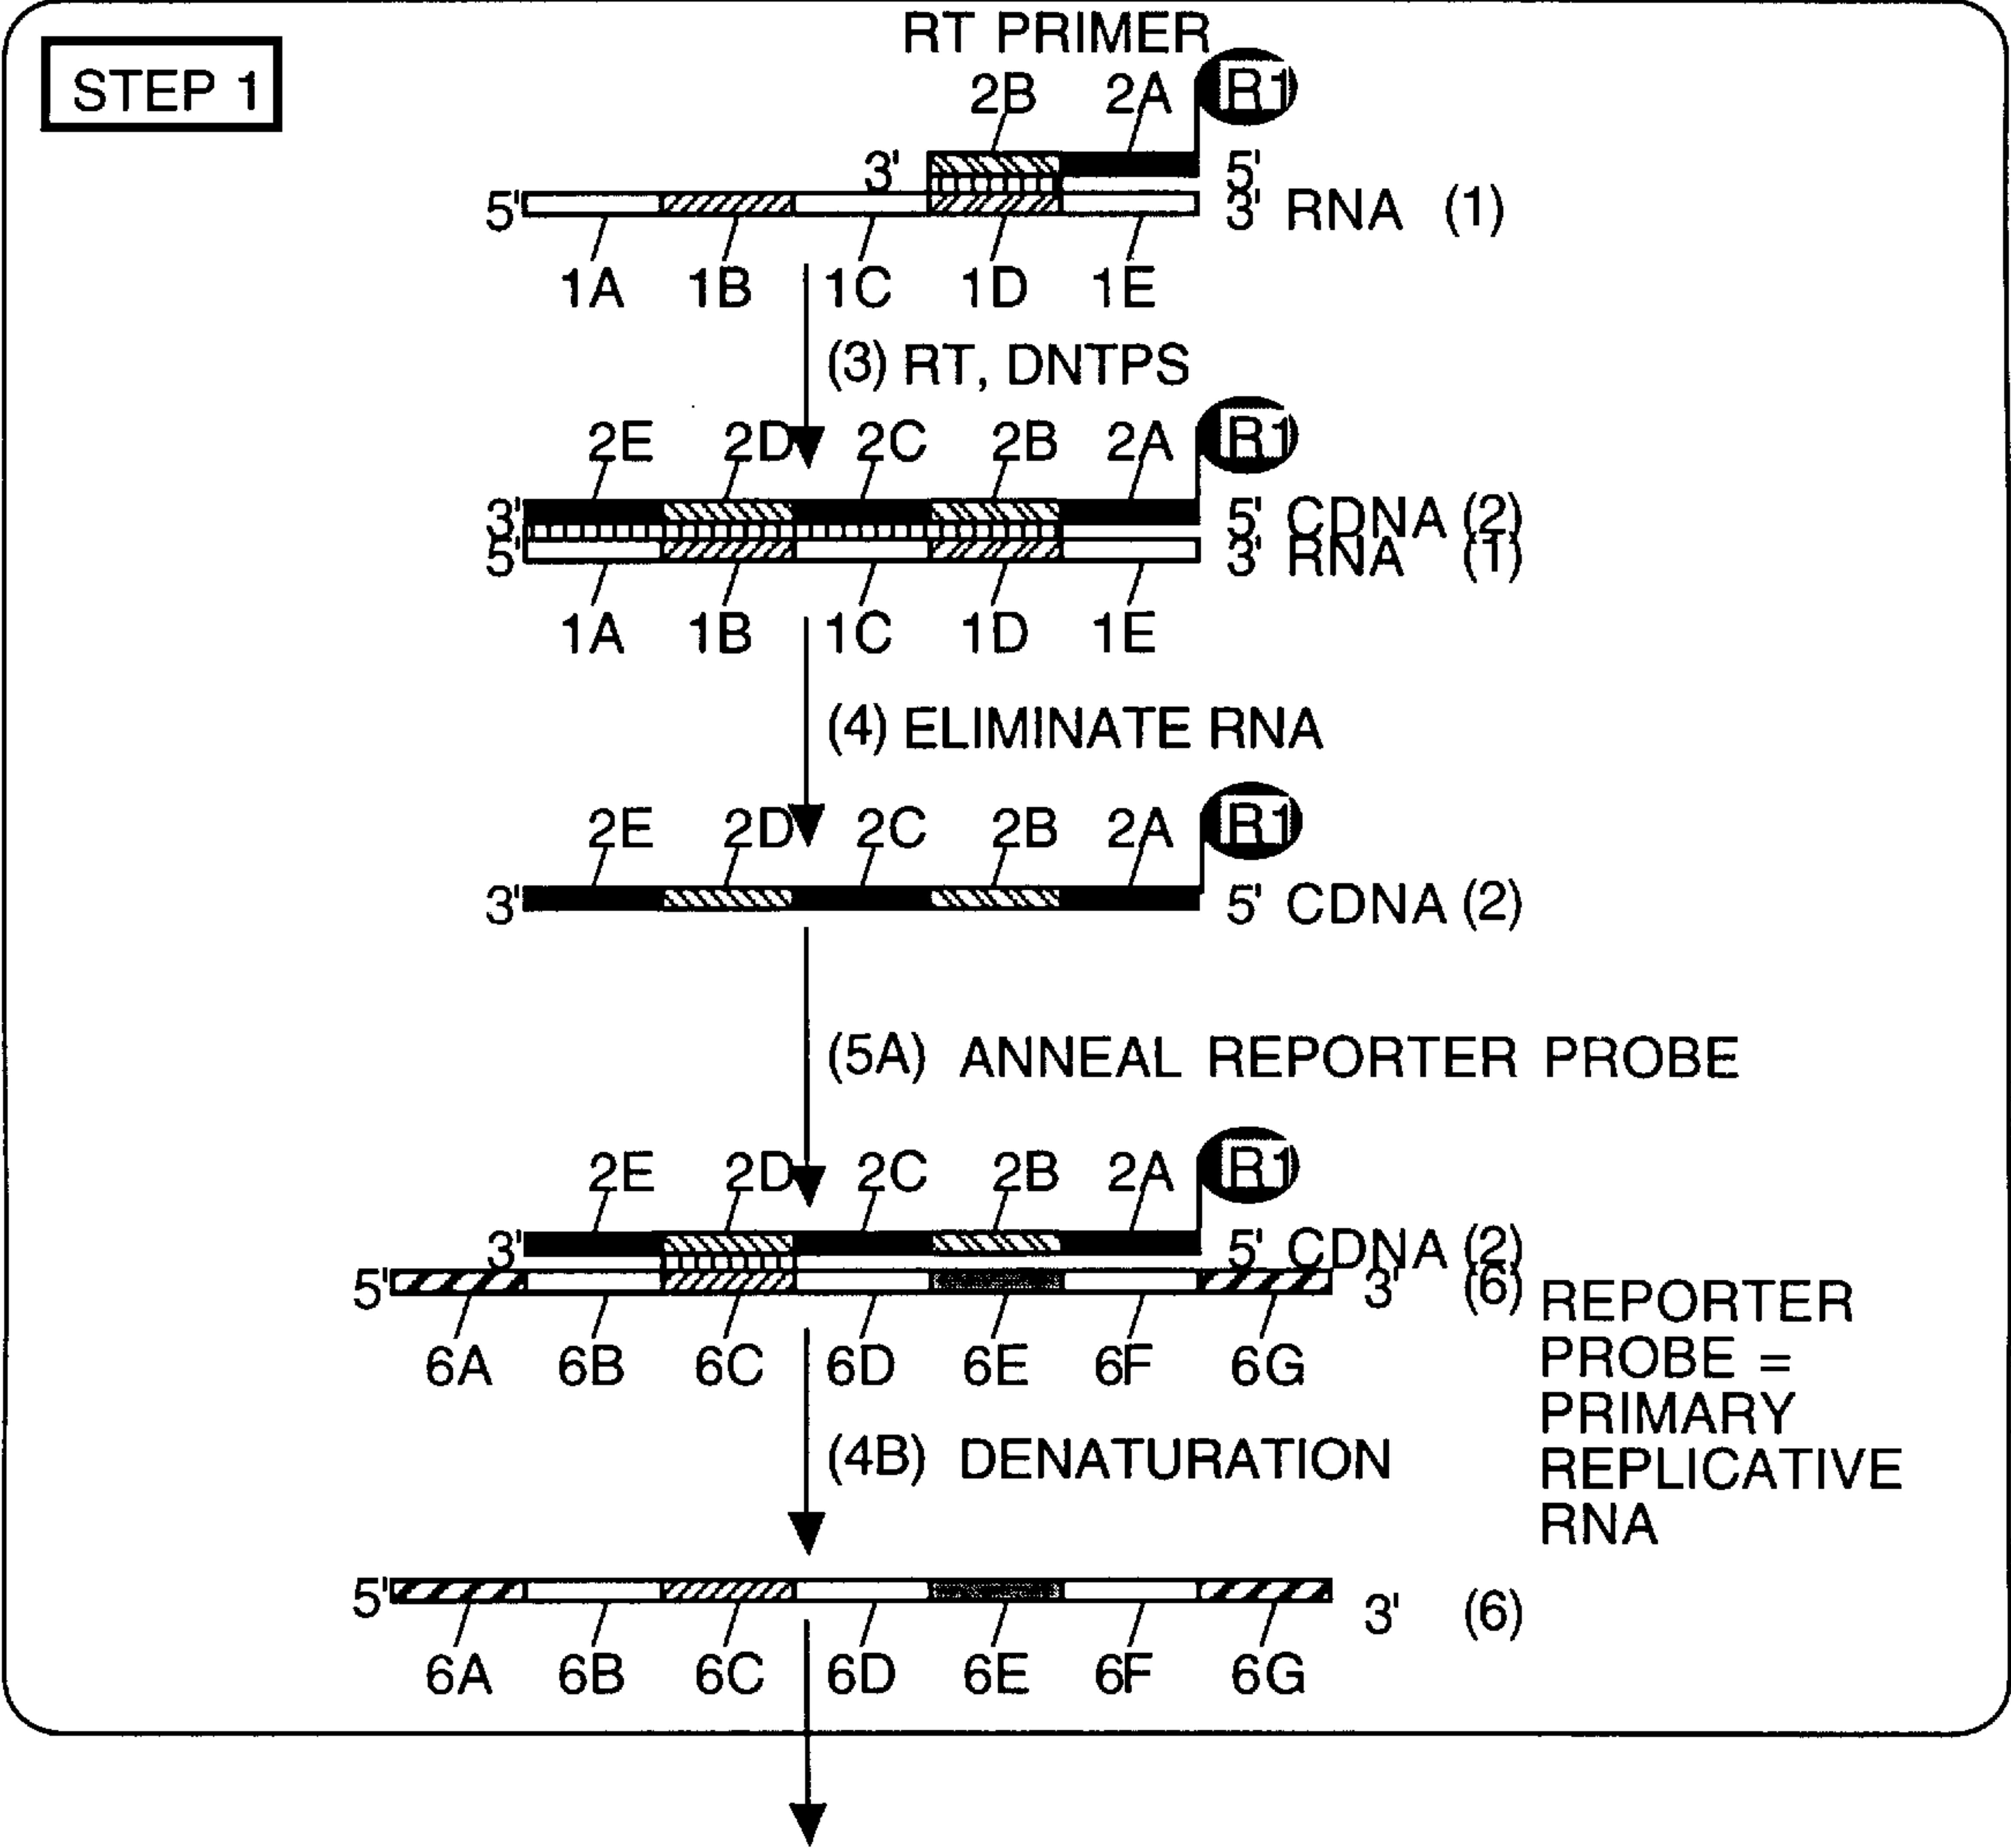 STEP 1
RT PRIMER
2B 2A R1
3' 5'
5' 3' RNA (1)
1A 1B 1C 1D 1E
(3) RT, DNTPS
2E 2D 2C 2B 2A R1
3' 5' CDNA (2)
5' 3' RNA (1)
1A 1B 1C 1D 1E
(4) ELIMINATE RNA
2E 2D 2C 2B 2A R1
3' 5' CDNA (2)
(5A) ANNEAL REPORTER PROBE
2E 2D 2C 2B 2A R1
3' 5' CDNA (2)
5' 3' (6) REPORTER
PROBE =
6A 6B 6C 6D 6E 6F 6G
PRIMARY
(4B) DENATURATION
REPLICATIVE
RNA
5' 3' (6)
6A 6B 6C 6D 6E 6F 6G